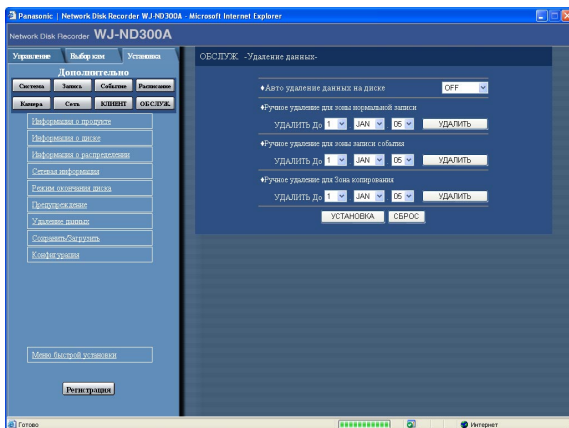 Panasonic | Network Disk Recorder WJ-ND300A - Microsoft Internet Explorer
Network Disk Recorder WJ-ND300A
Управление Выбор кам Установка
Дополнительно
Система Запись Событие Расписание
Камера Сеть КЛИЕНТ ОБСЛУЖ.
Информация о продукте
Информация о диске
Информация о распределении
Сетевая информация
Режим окончания диска
Предупреждение
Удаление данных
Сохранить/Загрузить
Конфигурация
Меню быстрой установки
Регистрация
ОБСЛУЖ. -Удаление данных-
♦Авто удаление данных на диске OFF
♦Ручное удаление для зоны нормальной записи
УДАЛИТЬ До 1 JAN 05 УДАЛИТЬ
♦Ручное удаление для зоны записи события
УДАЛИТЬ До 1 JAN 05 УДАЛИТЬ
♦Ручное удаление для Зона копирования
УДАЛИТЬ До 1 JAN 05 УДАЛИТЬ
УСТАНОВКА СБРОС
Готово Интернет